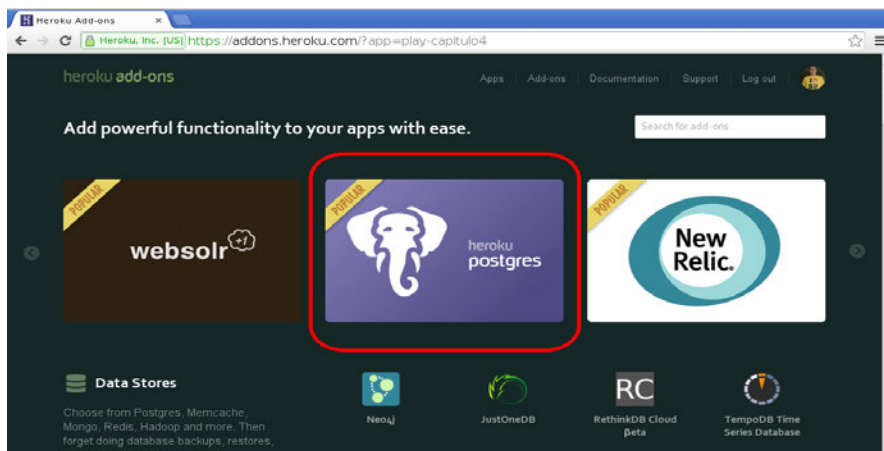 Heroku Add-ons
Heroku, Inc. [US] https://addons.heroku.com/?app=play-capitulo4
heroku add-ons
Apps Add-ons Documentation Support Log out
Add powerful functionality to your apps with ease.
Search for add-ons
POPULAR
POPULAR
POPULAR
websolr +1
heroku
postgres
New
Relic.
Data Stores
Choose from Postgres, Memcache,
Mongo, Redis, Hadoop and more. Then
forget doing database backups, restores,
Neo4j
JustOneDB
RC
RethinkDB Cloud
βeta
TempoDB Time
Series Database